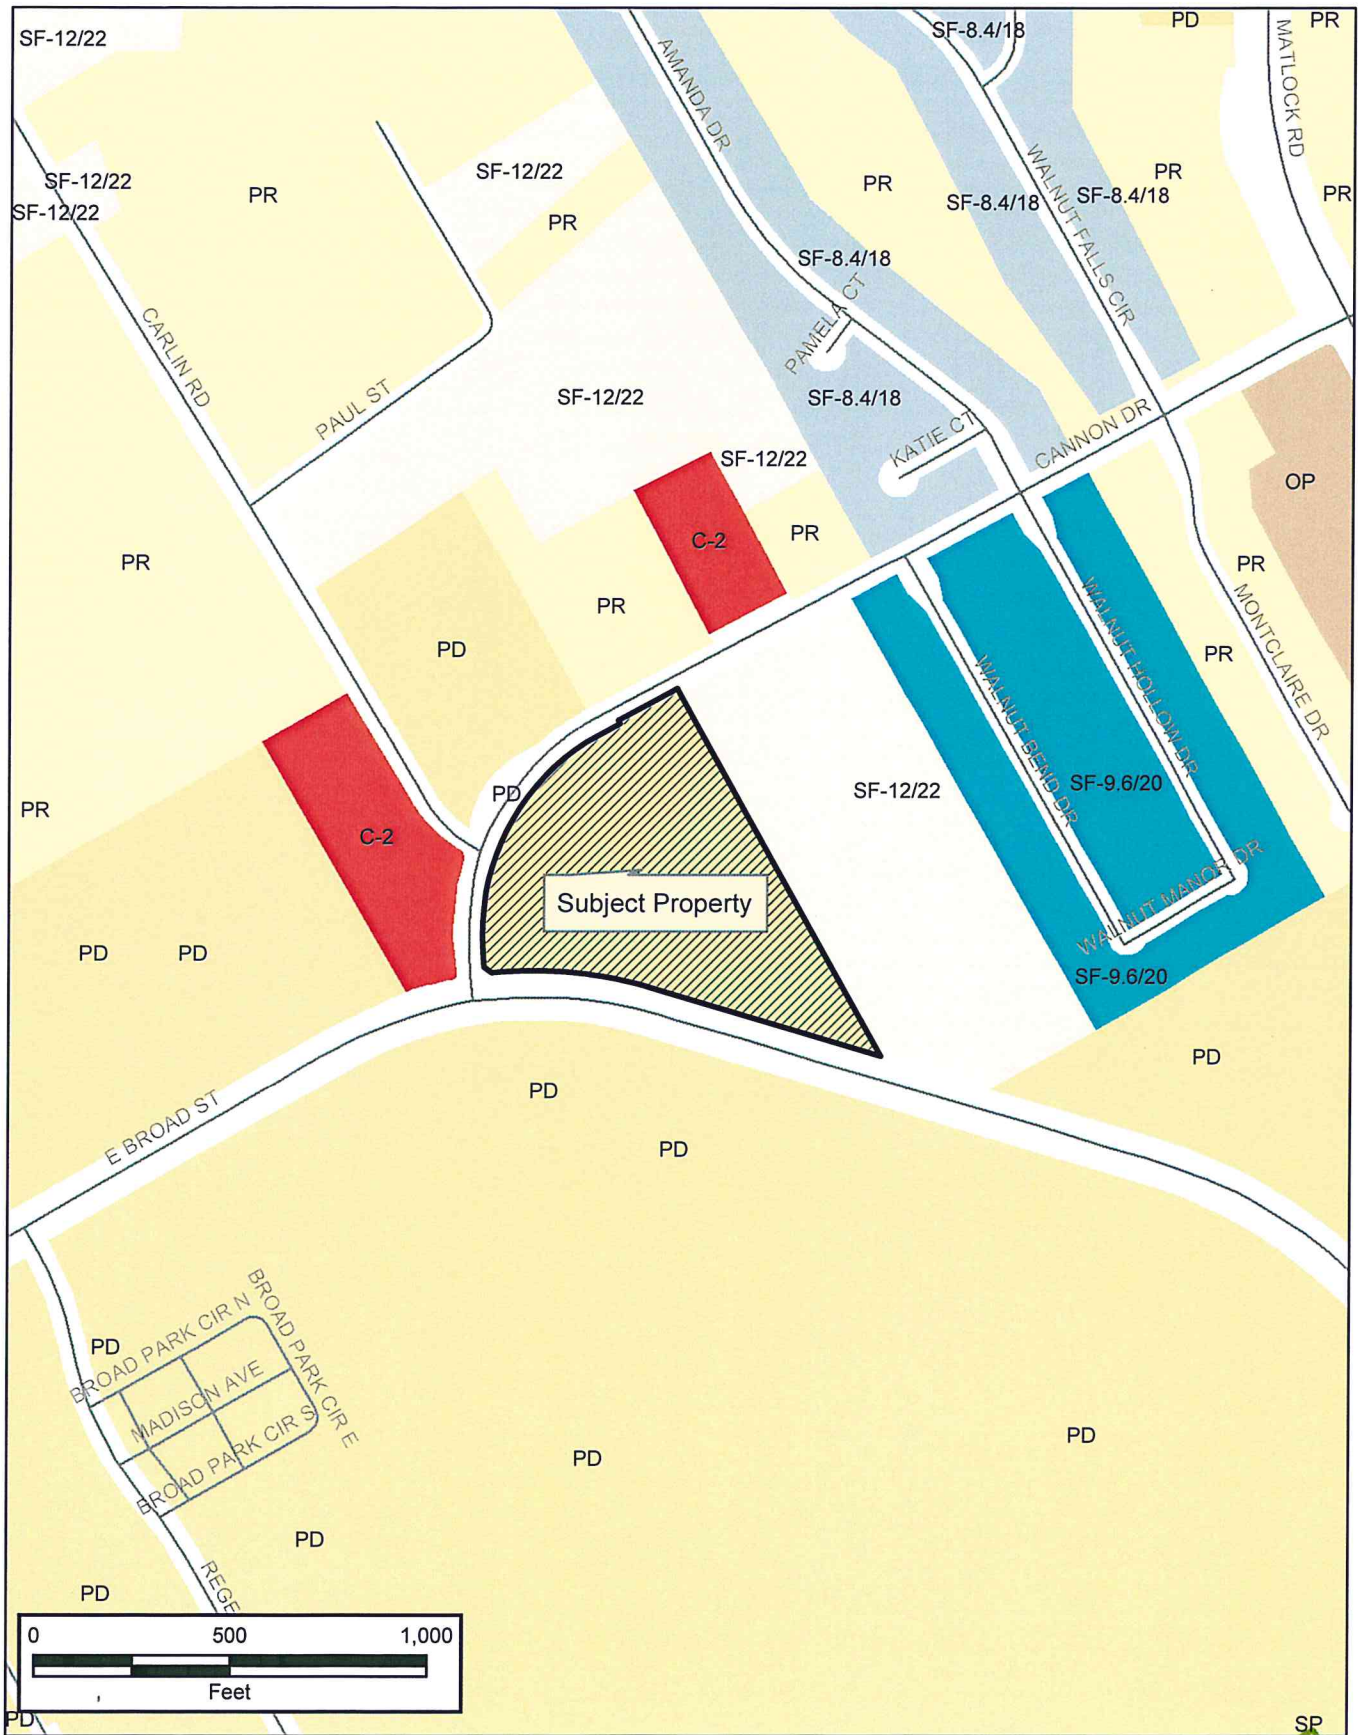 SF-12/22
SF-8.4/18
PD
PR
AMANDA DR
MATLOCK RD
SF-12/22
SF-12/22
PR
SF-12/22
PR
PR
SF-8.4/18
WALNUT FALLS CIR
SF-8.4/18
PR
PR
SF-12/22
SF-8.4/18
PAMELA CT
CARLIN RD
PAUL ST
SF-12/22
SF-8.4/18
KATIE CT
CANNON DR
SF-12/22
OP
C-2
PR
PR
PR
PR
PD
WALNUT HOLLOW DR
MONTCLAIRE DR
PR
WALNUT BEND DR
PR
PD
SF-12/22
SF-9.6/20
C-2
WALNUT MANOR DR
Subject Property
PD
PD
SF-9.6/20
PD
PD
E BROAD ST
PD
BROAD PARK CIR N
BROAD PARK CIR E
PD
MADISON AVE
BROAD PARK CIR S
PD
PD
PD
PD
REGE
0 500 1,000
Feet
PD
SP